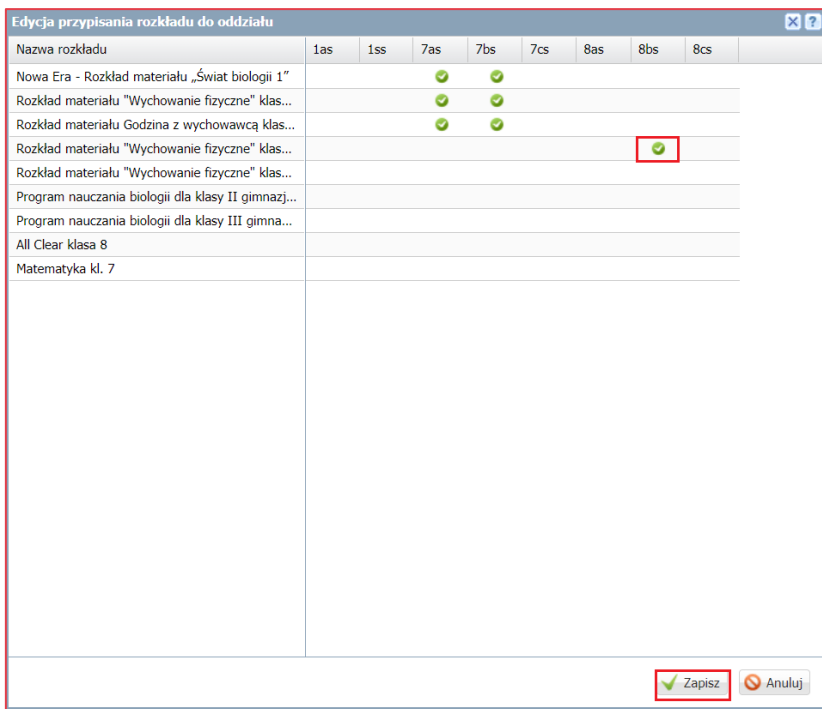 Edycja przypisania rozkładu do oddziału
Nazwa rozkładu 1as 1ss 7as 7bs 7cs 8as 8bs 8cs
Nowa Era - Rozkład materiału „Świat biologii 1”
Rozkład materiału "Wychowanie fizyczne" klas...
Rozkład materiału Godzina z wychowawcą klas...
Rozkład materiału "Wychowanie fizyczne" klas...
Rozkład materiału "Wychowanie fizyczne" klas...
Program nauczania biologii dla klasy II gimnazj...
Program nauczania biologii dla klasy III gimna...
All Clear klasa 8
Matematyka kl. 7
Zapisz Anuluj